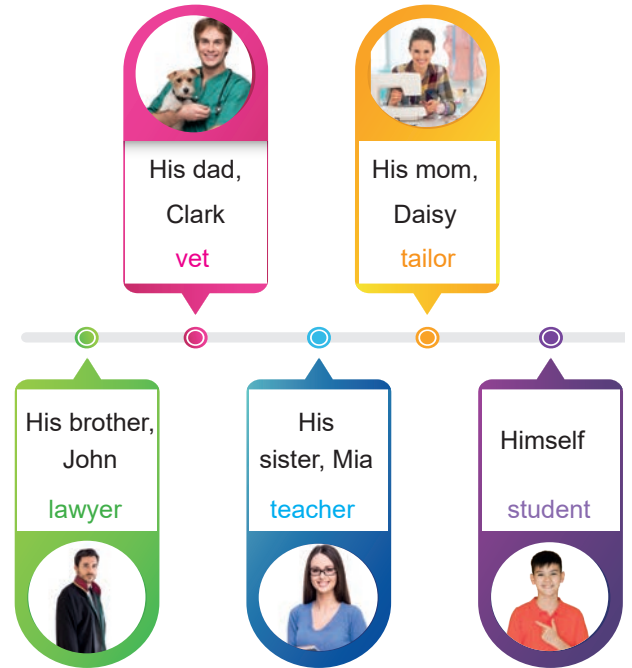 His dad,
Clark
vet
His mom,
Daisy
tailor
His brother,
John
lawyer
His
sister, Mia
teacher
Himself
student